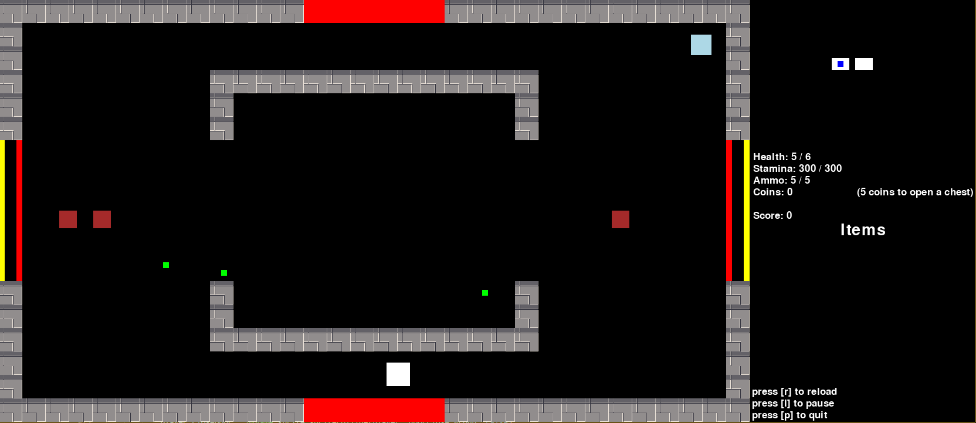 Health: 5 / 6
Stamina: 300 / 300
Ammo: 5 / 5
Coins: 0 (5 coins to open a chest)
Score: 0
Items
press [r] to reload
press [l] to pause
press [p] to quit